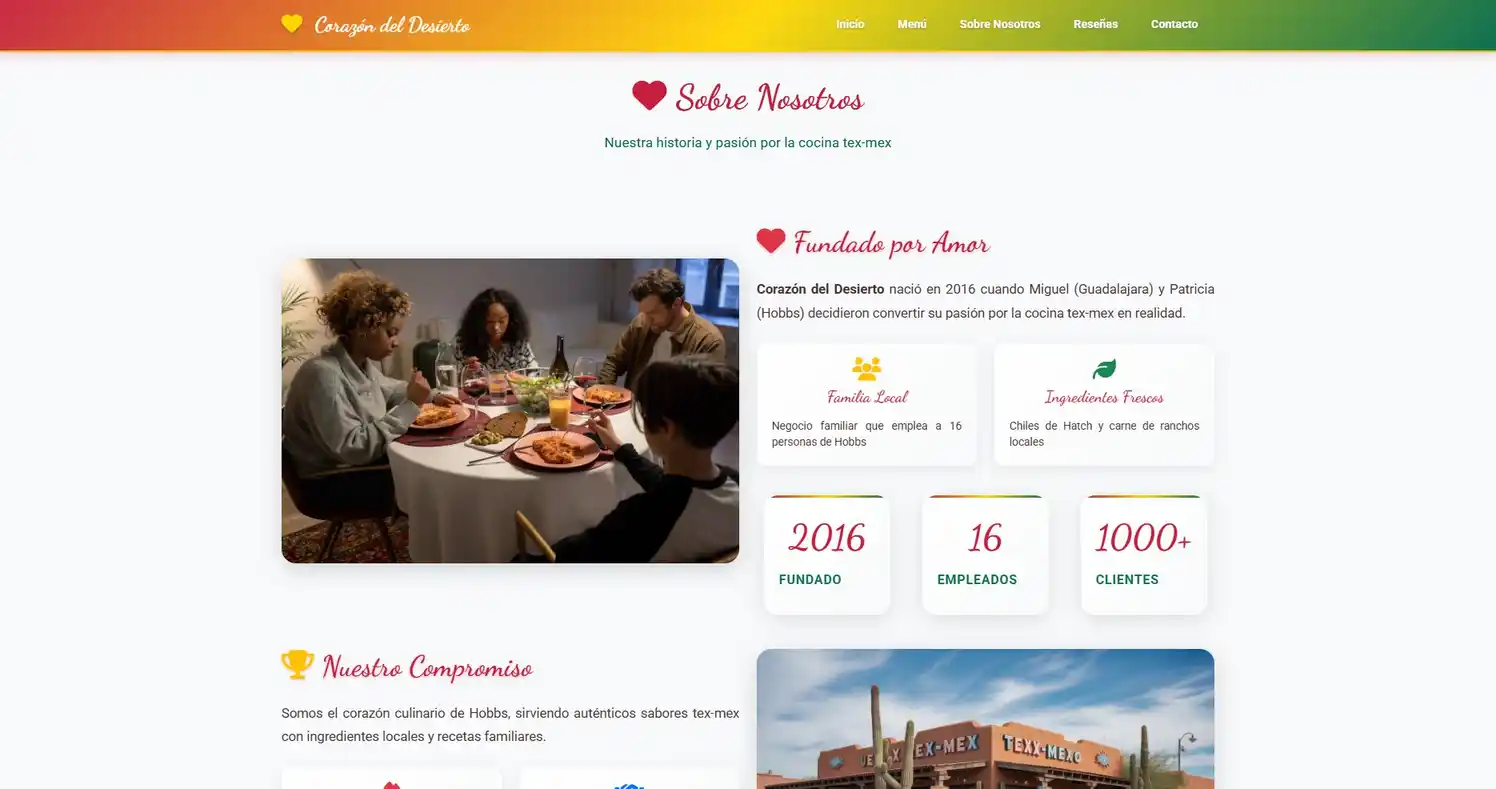 Corazón del Desierto
Inicio
Menú
Sobre Nosotros
Reseñas
Contacto
Sobre Nosotros
Nuestra historia y pasión por la cocina tex-mex
Fundado por Amor
Corazón del Desierto nació en 2016 cuando Miguel (Guadalajara) y Patricia
(Hobbs) decidieron convertir su pasión por la cocina tex-mex en realidad.
Familia Local
Negocio familiar que emplea a 16
personas de Hobbs
Ingredientes Frescos
Chiles de Hatch y carne de ranchos
locales
2016
FUNDADO
16
EMPLEADOS
1000+
CLIENTES
Nuestro Compromiso
Somos el corazón culinario de Hobbs, sirviendo auténticos sabores tex-mex
con ingredientes locales y recetas familiares.
EX-MEX
TEXX-MEXO